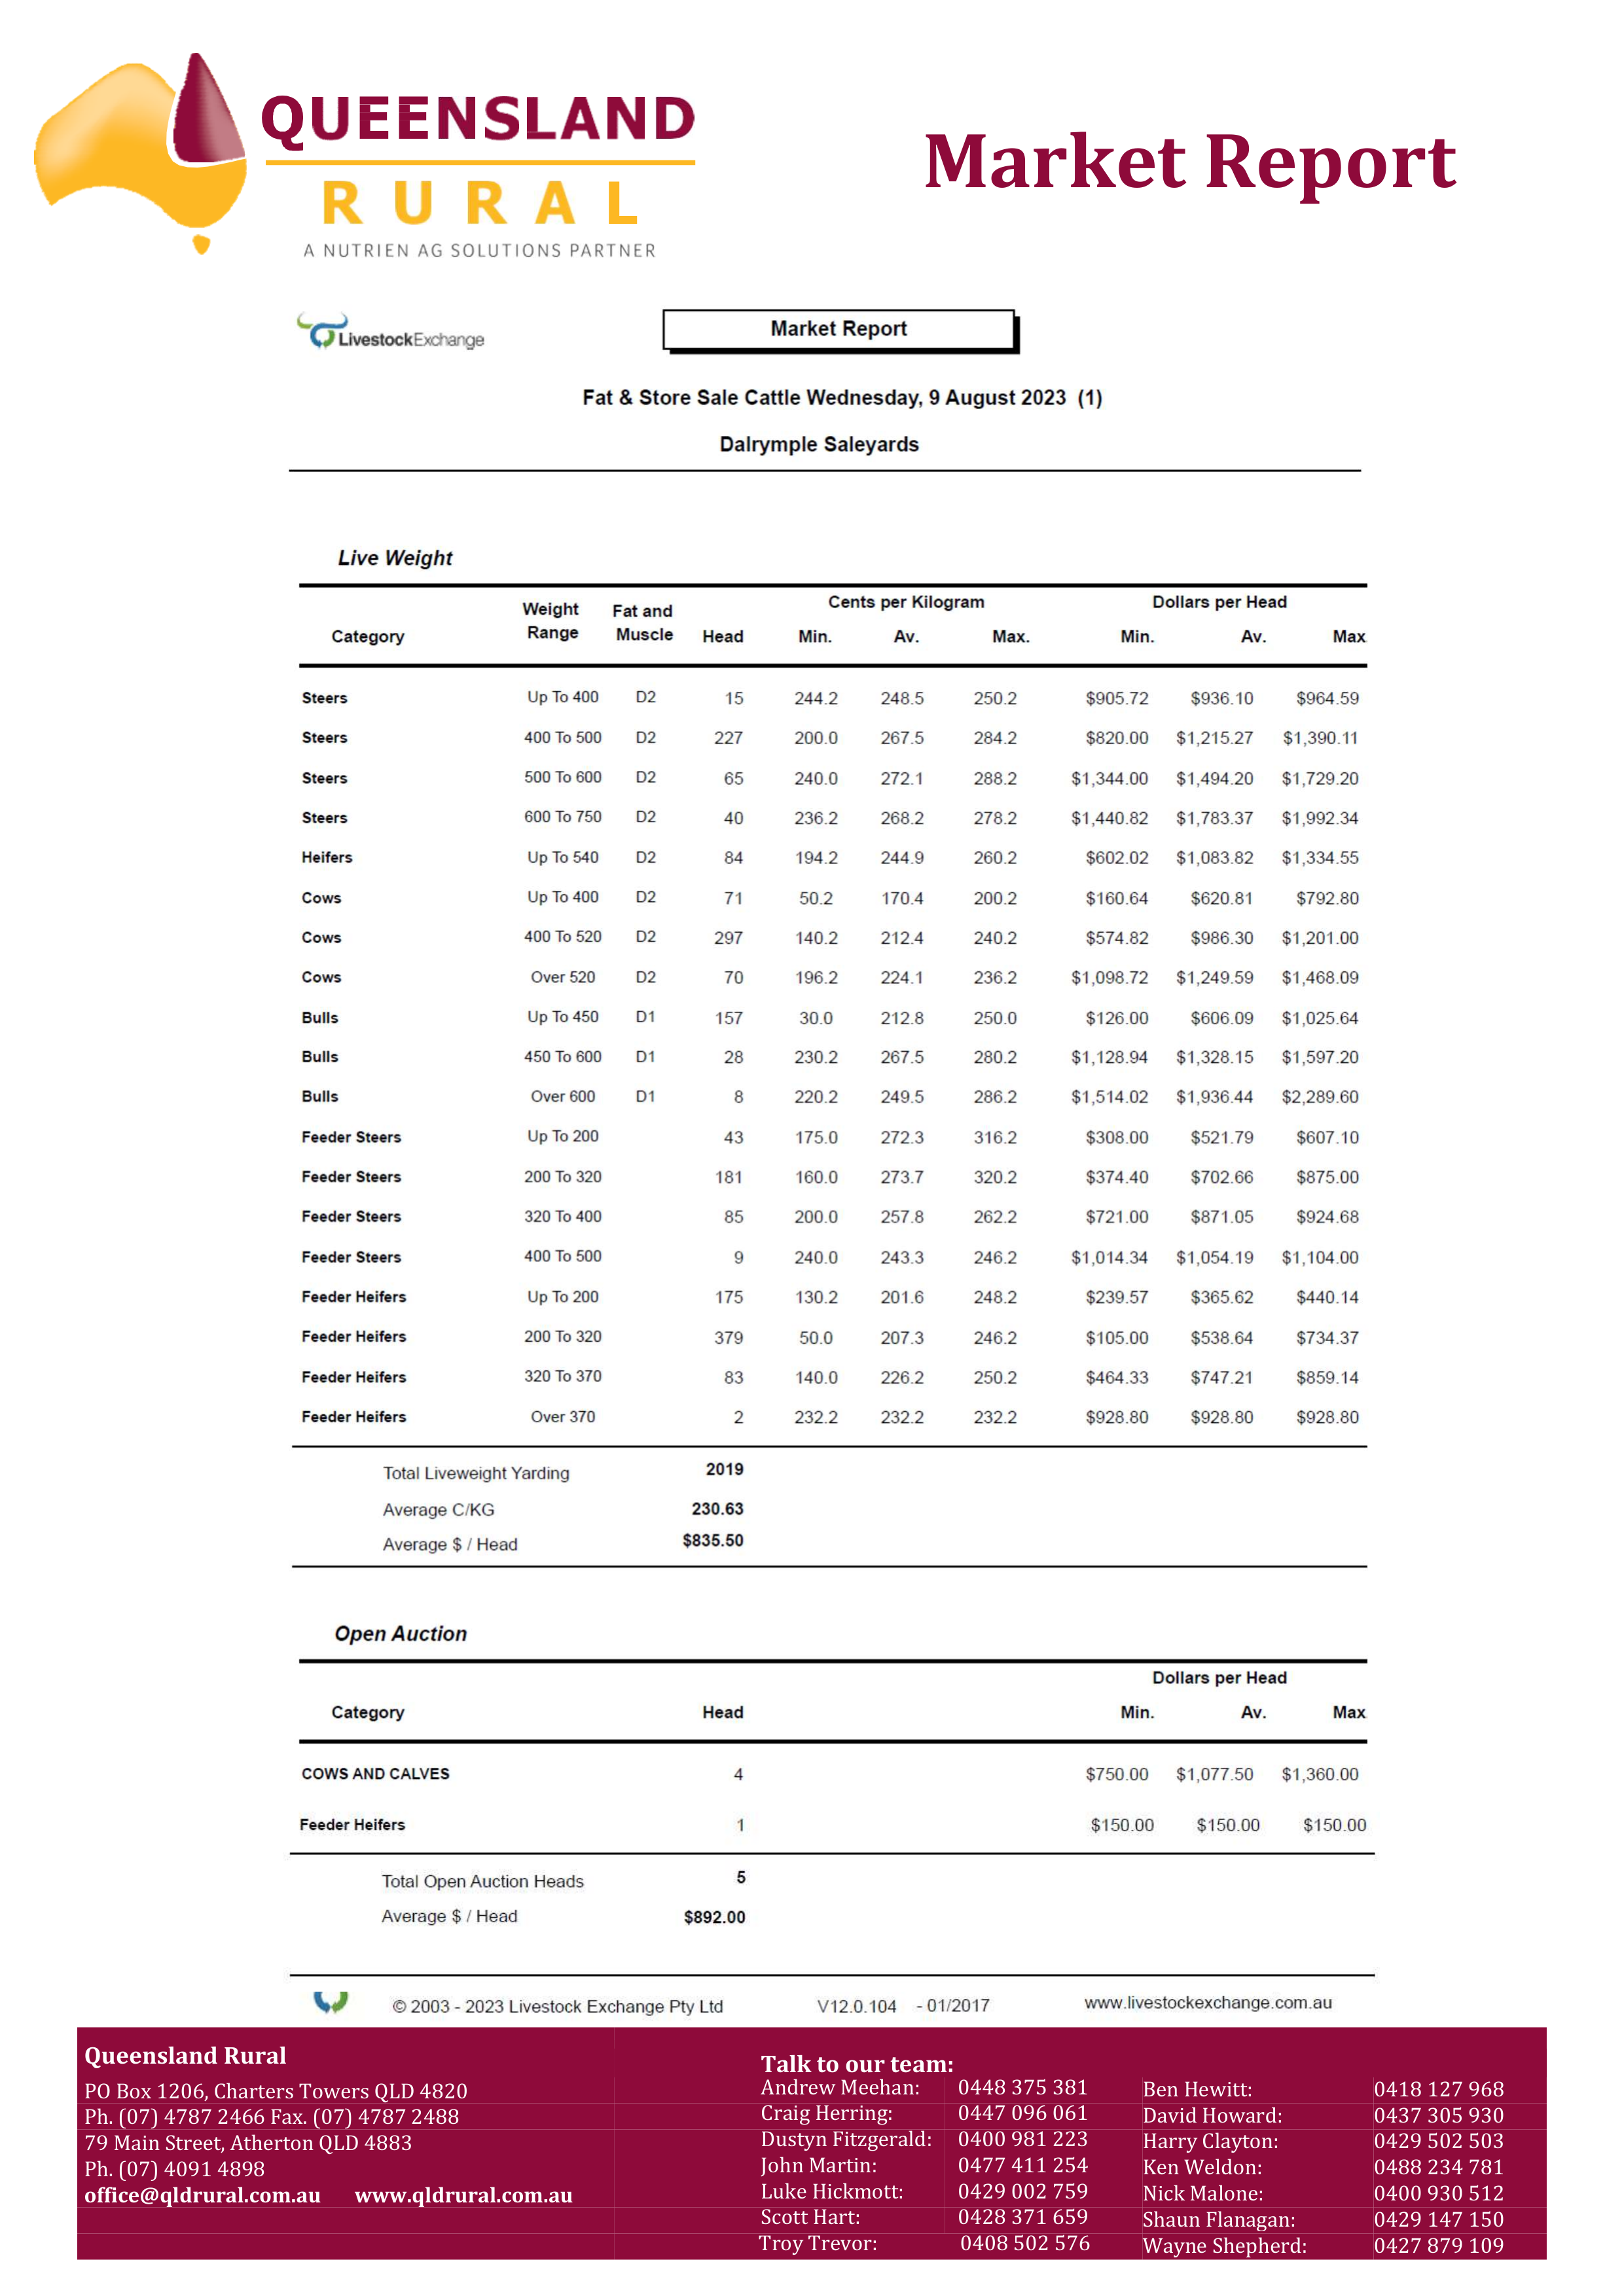 QUEENSLAND
RURAL
A NUTRIEN AG SOLUTIONS PARTNER
Market Report
LivestockExchange
Market Report
Fat & Store Sale Cattle Wednesday, 9 August 2023 (1)
Dalrymple Saleyards
Live Weight
Cents per Kilogram Dollars per Head
Category Weight Range Fat and Muscle Head Min. Av. Max. Min. Av. Max
Steers Up To 400 D2 15 244.2 248.5 250.2 $905.72 $936.10 $964.59
Steers 400 To 500 D2 227 200.0 267.5 284.2 $820.00 $1,215.27 $1,390.11
Steers 500 To 600 D2 65 240.0 272.1 288.2 $1,344.00 $1,494.20 $1,729.20
Steers 600 To 750 D2 40 236.2 268.2 278.2 $1,440.82 $1,783.37 $1,992.34
Heifers Up To 540 D2 84 194.2 244.9 260.2 $602.02 $1,083.82 $1,334.55
Cows Up To 400 D2 71 50.2 170.4 200.2 $160.64 $620.81 $792.80
Cows 400 To 520 D2 297 140.2 212.4 240.2 $574.82 $986.30 $1,201.00
Cows Over 520 D2 70 196.2 224.1 236.2 $1,098.72 $1,249.59 $1,468.09
Bulls Up To 450 D1 157 30.0 212.8 250.0 $126.00 $606.09 $1,025.64
Bulls 450 To 600 D1 28 230.2 267.5 280.2 $1,128.94 $1,328.15 $1,597.20
Bulls Over 600 D1 8 220.2 249.5 286.2 $1,514.02 $1,936.44 $2,289.60
Feeder Steers Up To 200 43 175.0 272.3 316.2 $308.00 $521.79 $607.10
Feeder Steers 200 To 320 181 160.0 273.7 320.2 $374.40 $702.66 $875.00
Feeder Steers 320 To 400 85 200.0 257.8 262.2 $721.00 $871.05 $924.68
Feeder Steers 400 To 500 9 240.0 243.3 246.2 $1,014.34 $1,054.19 $1,104.00
Feeder Heifers Up To 200 175 130.2 201.6 248.2 $239.57 $365.62 $440.14
Feeder Heifers 200 To 320 379 50.0 207.3 246.2 $105.00 $538.64 $734.37
Feeder Heifers 320 To 370 83 140.0 226.2 250.2 $464.33 $747.21 $859.14
Feeder Heifers Over 370 2 232.2 232.2 232.2 $928.80 $928.80 $928.80
Total Liveweight Yarding 2019
Average C/KG 230.63
Average $ / Head $835.50
Open Auction
Dollars per Head
Category Head Min. Av. Max
COWS AND CALVES 4 $750.00 $1,077.50 $1,360.00
Feeder Heifers 1 $150.00 $150.00 $150.00
Total Open Auction Heads 5
Average $ / Head $892.00
© 2003 - 2023 Livestock Exchange Pty Ltd V12.0.104 - 01/2017 www.livestockexchange.com.au
Queensland Rural
PO Box 1206, Charters Towers QLD 4820
Ph. (07) 4787 2466 Fax. (07) 4787 2488
79 Main Street, Atherton QLD 4883
Ph. (07) 4091 4898
office@qldrural.com.au www.qldrural.com.au
Talk to our team:
Andrew Meehan: 0448 375 381 Ben Hewitt: 0418 127 968
Craig Herring: 0447 096 061 David Howard: 0437 305 930
Dustyn Fitzgerald: 0400 981 223 Harry Clayton: 0429 502 503
John Martin: 0477 411 254 Ken Weldon: 0488 234 781
Luke Hickmott: 0429 002 759 Nick Malone: 0400 930 512
Scott Hart: 0428 371 659 Shaun Flanagan: 0429 147 150
Troy Trevor: 0408 502 576 Wayne Shepherd: 0427 879 109